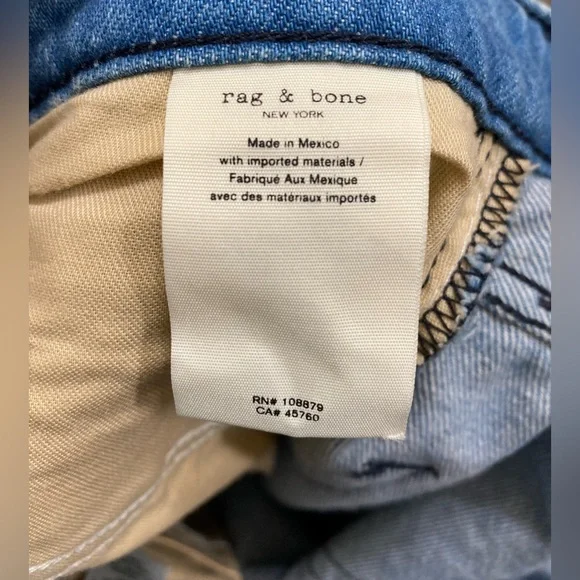 rag & bone
NEW YORK
Made in Mexico
with imported materials /
Fabriqué Aux Mexique
avec des matériaux importés
RN# 108879
CA# 45760